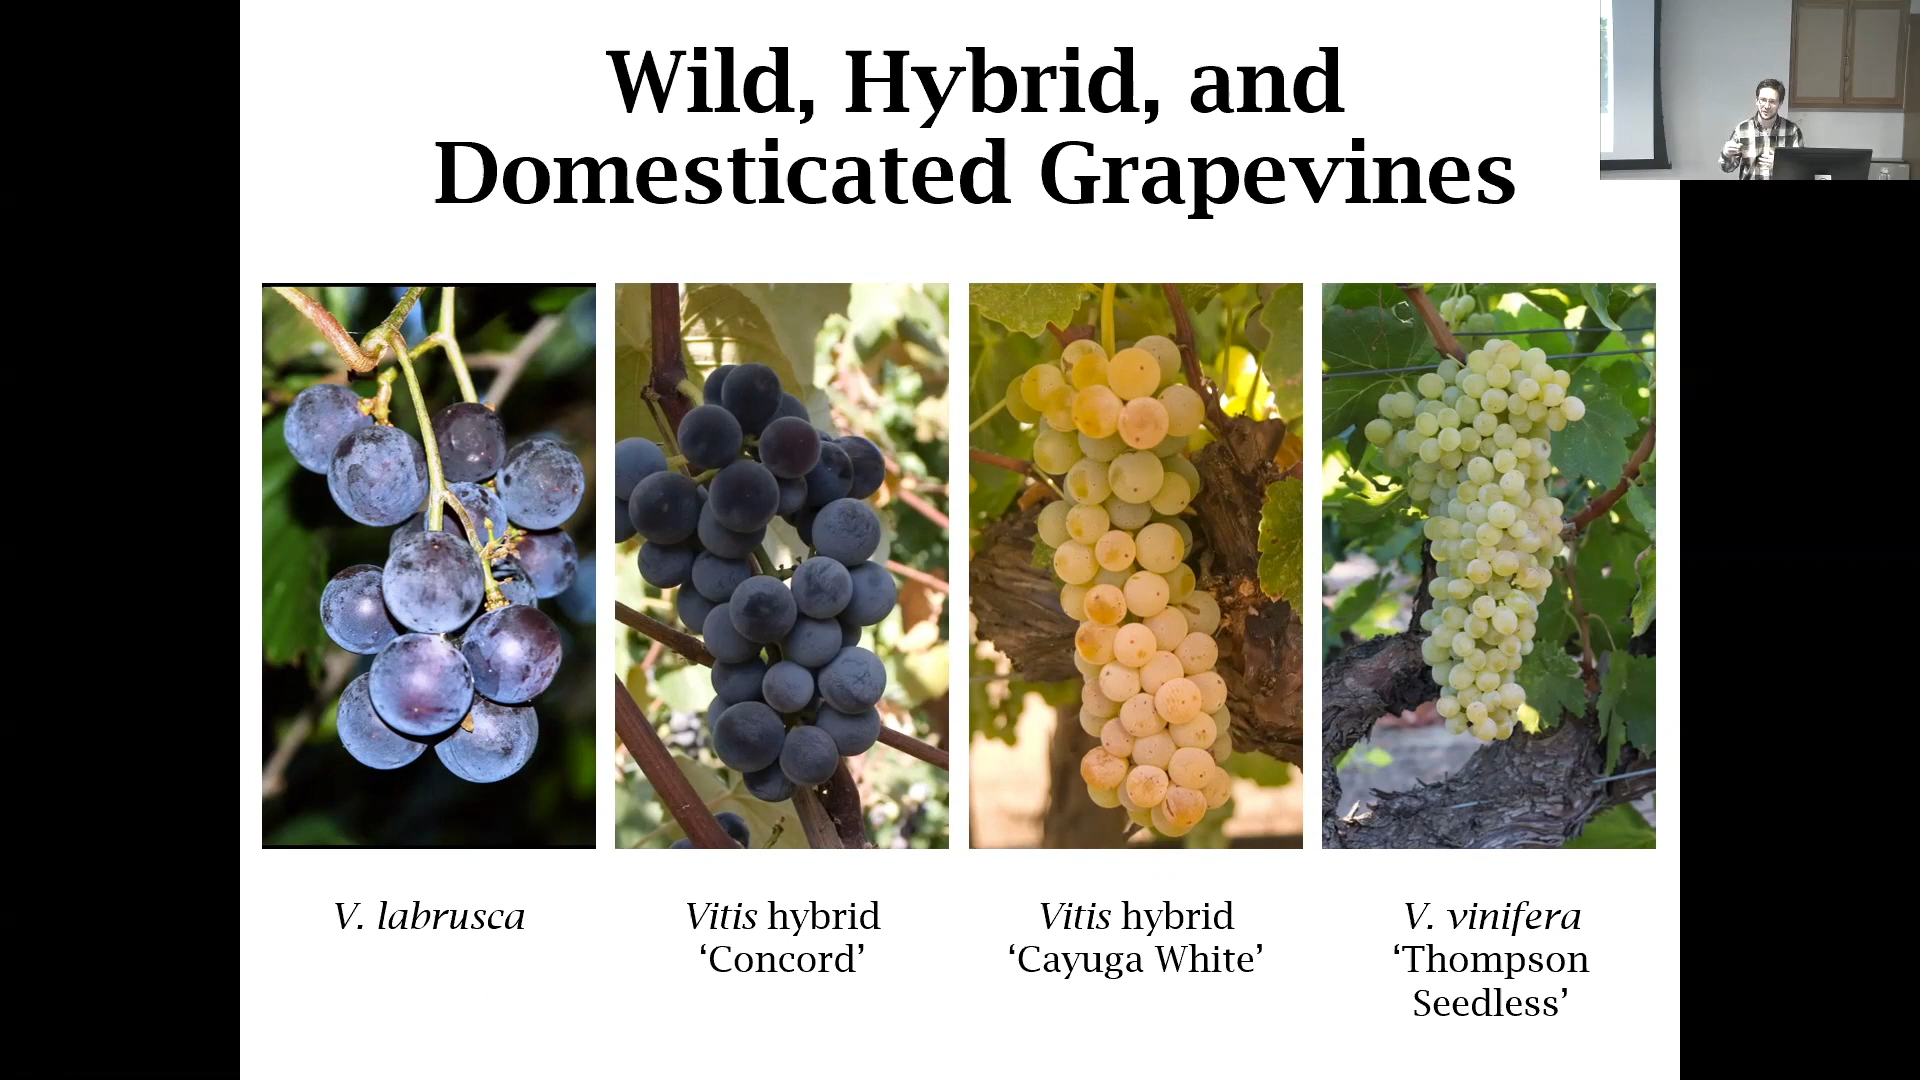 Wild, Hybrid, and
Domesticated Grapevines
V. labrusca
Vitis hybrid
‘Concord’
Vitis hybrid
‘Cayuga White’
V. vinifera
‘Thompson
Seedless’